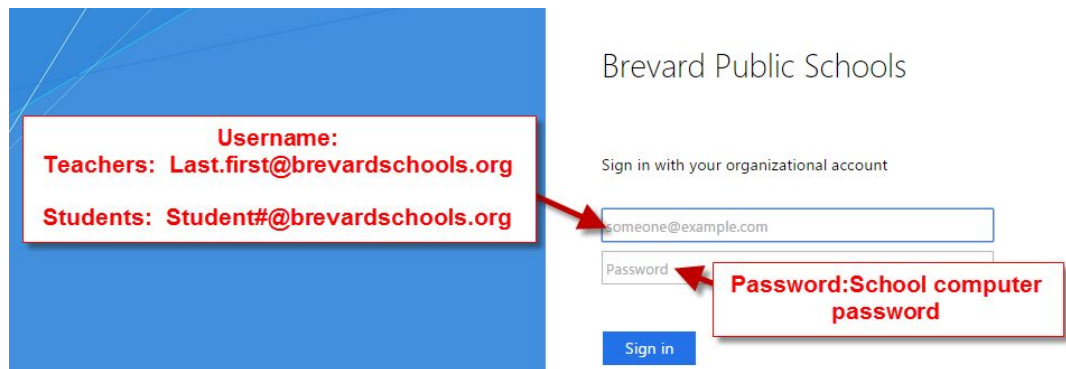 Brevard Public Schools
Username:
Teachers: Last.first@brevardschools.org
Students: Student#@brevardschools.org
Sign in with your organizational account
someone@example.com
Password
Password:School computer
password
Sign in